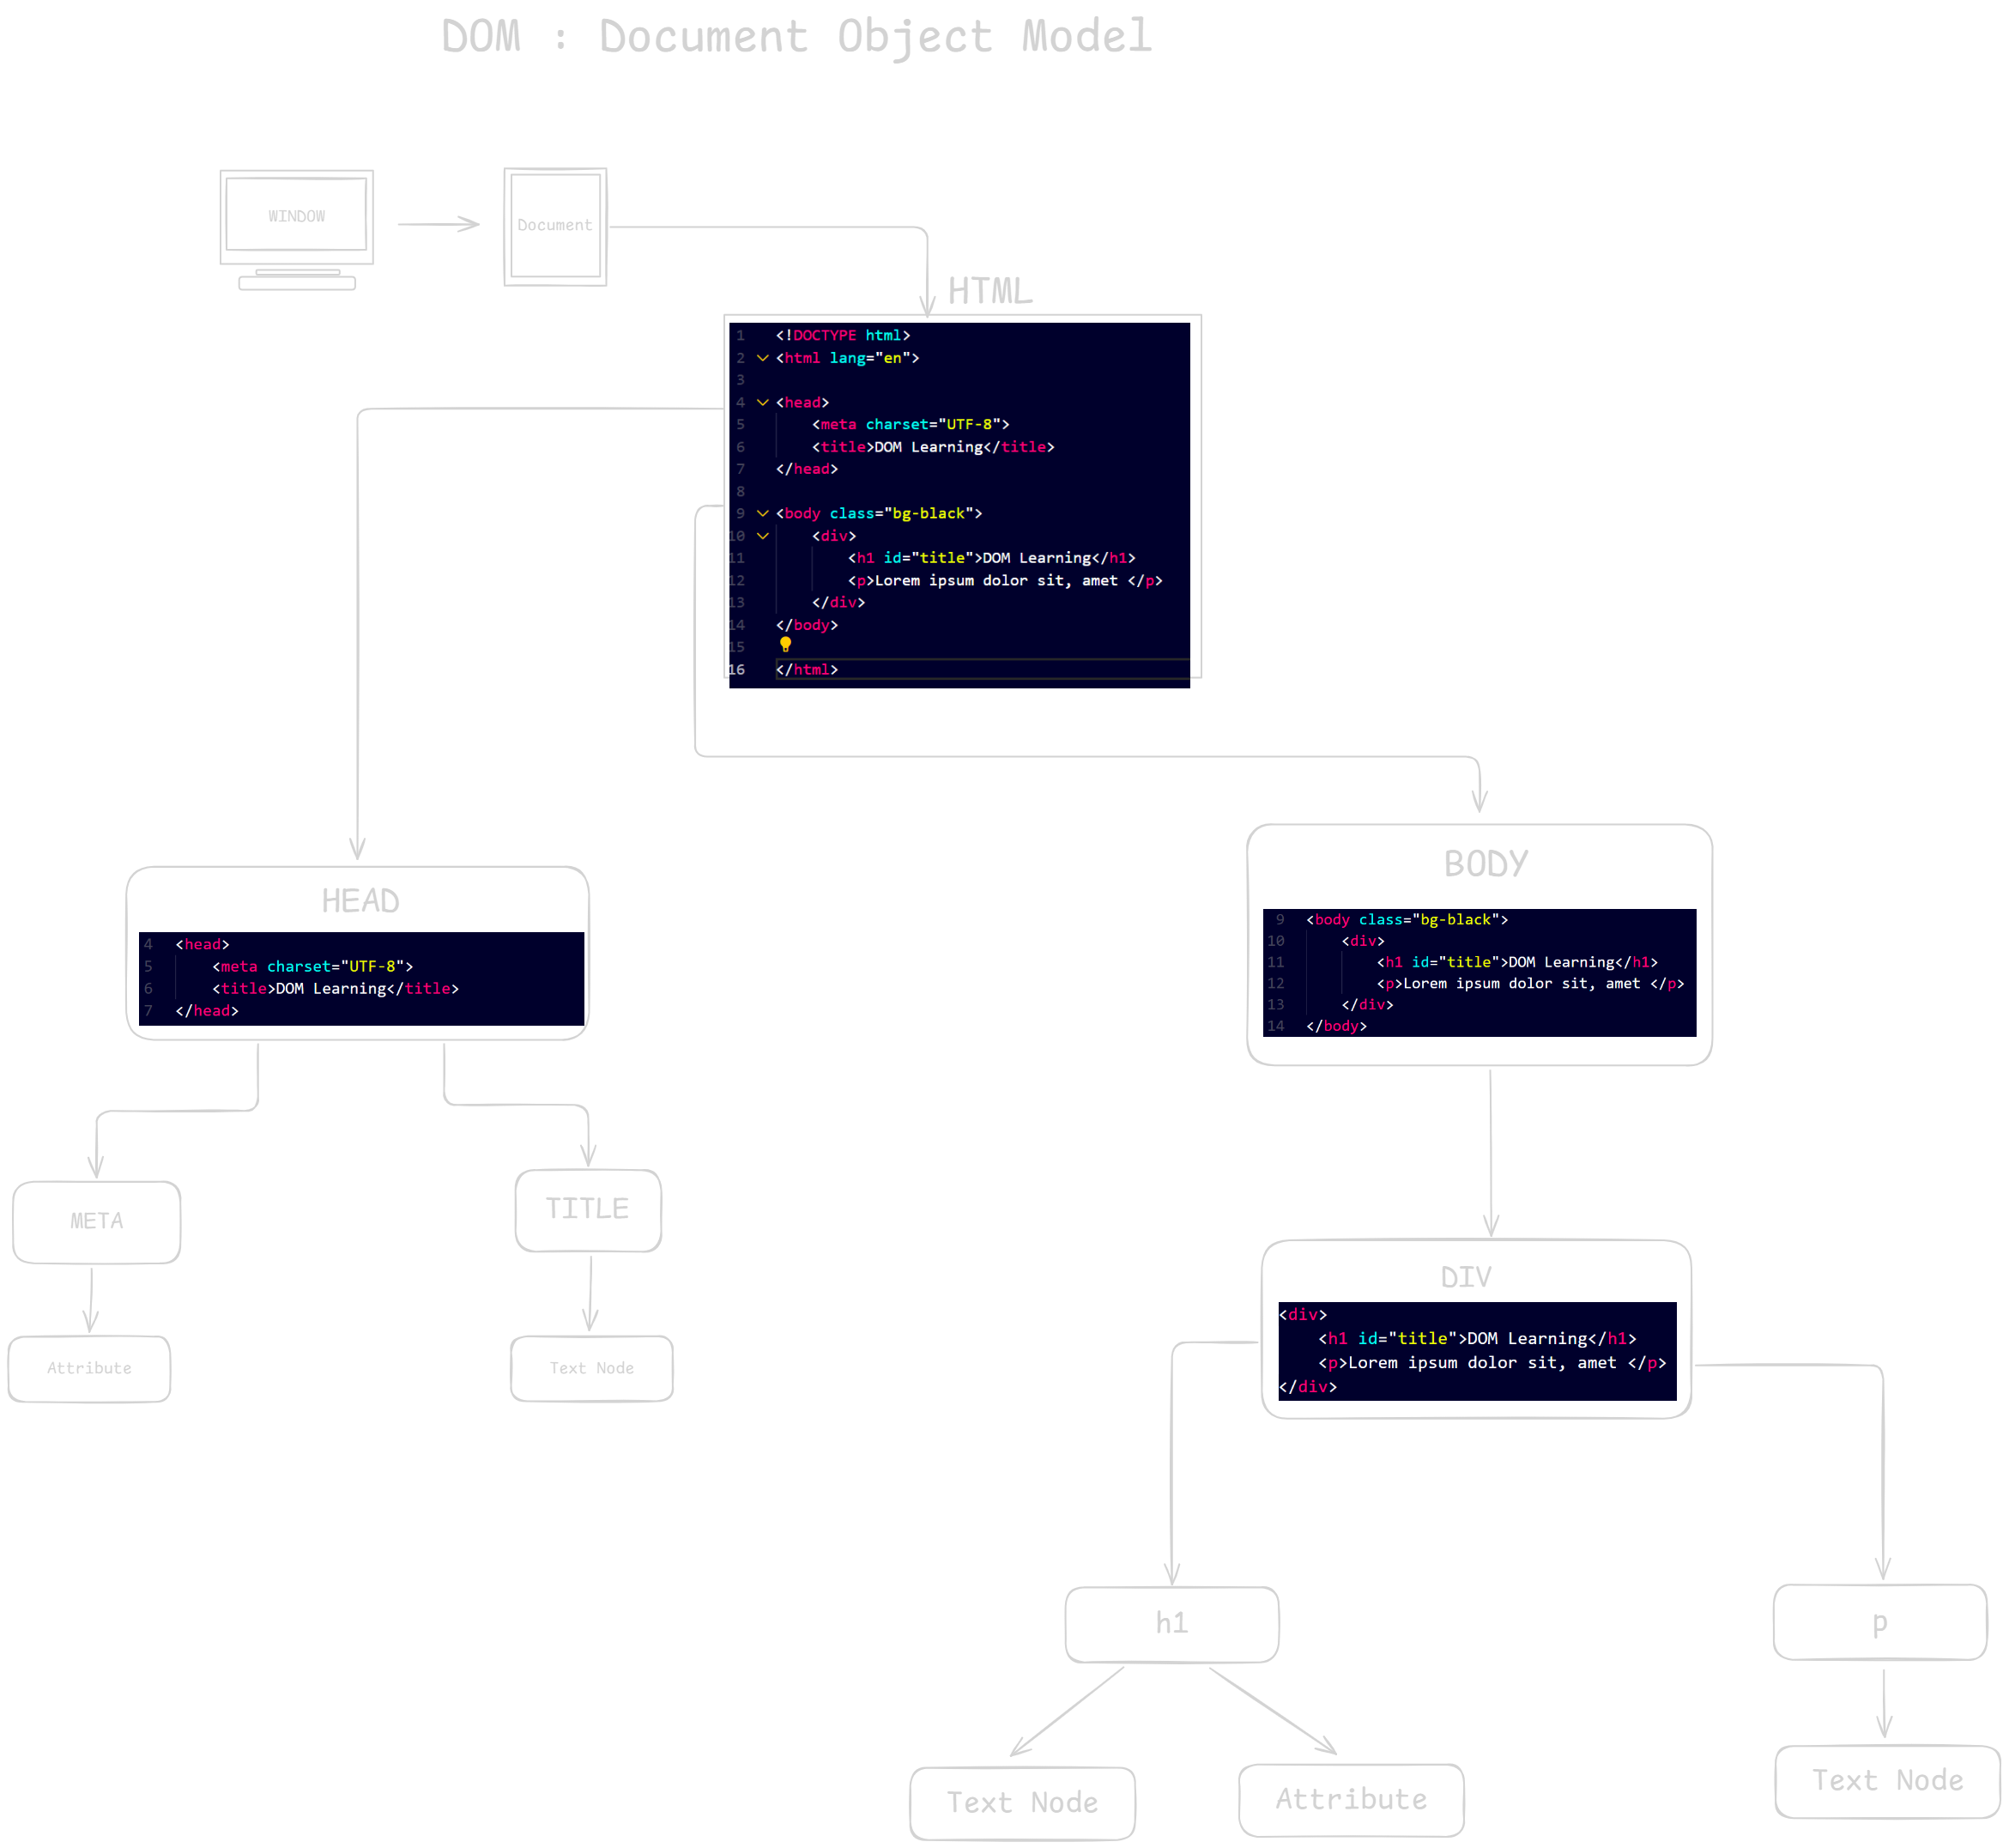 DOM : Document Object Model
WINDOW
Document
HTML
1 <!DOCTYPE html>
2 <html lang="en">
3
4 <head>
5 <meta charset="UTF-8">
6 <title>DOM Learning</title>
7 </head>
8
9 <body class="bg-black">
10 <div>
11 <h1 id="title">DOM Learning</h1>
12 <p>Lorem ipsum dolor sit, amet </p>
13 </div>
14 </body>
15
16 </html>
HEAD
4 <head>
5 <meta charset="UTF-8">
6 <title>DOM Learning</title>
7 </head>
BODY
9 <body class="bg-black">
10 <div>
11 <h1 id="title">DOM Learning</h1>
12 <p>Lorem ipsum dolor sit, amet </p>
13 </div>
14 </body>
META
TITLE
Attribute
Text Node
DIV
<div>
<h1 id="title">DOM Learning</h1>
<p>Lorem ipsum dolor sit, amet </p>
</div>
h1
p
Text Node
Attribute
Text Node